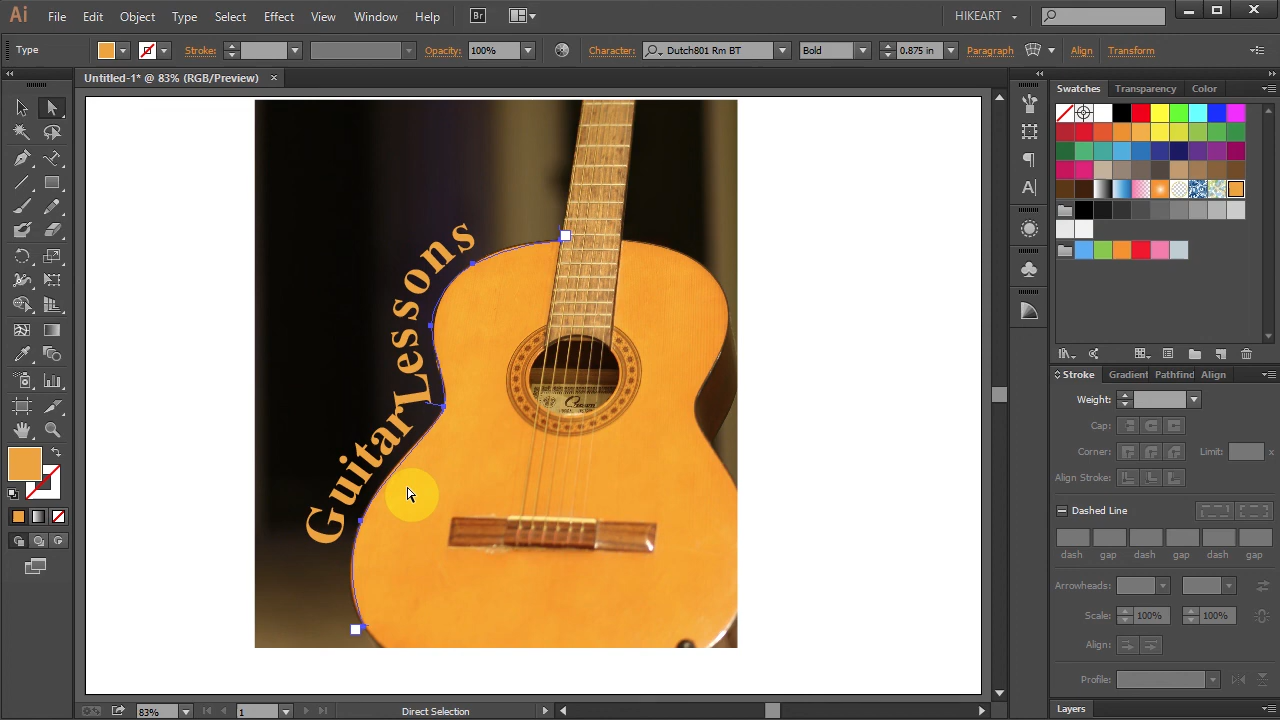 Ai File Edit Object Type Select Effect View Window Help Br HIKEART
Type Stroke: Opacity: 100% Character: Dutch801 Rm BT Bold 0.875 in Paragraph Align Transform
Untitled-1* @ 83% (RGB/Preview)
Swatches Transparency Color
Guitar Lessons
Stroke Gradient Pathfind Align
Weight:
Cap:
Corner: Limit: x
Align Stroke:
Dashed Line
dash gap dash gap dash gap
Arrowheads:
Scale: 100% 100%
Align:
Profile:
Layers
83% 1 Direct Selection